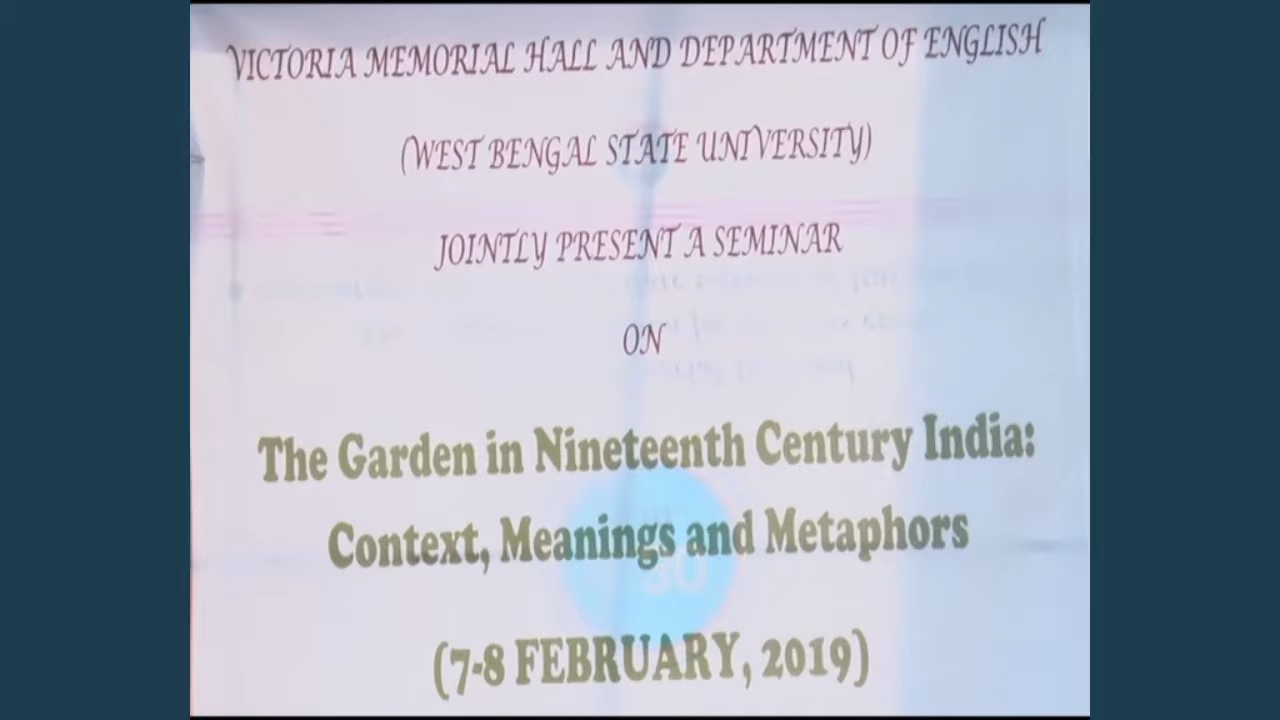 VICTORIA MEMORIAL HALL AND DEPARTMENT OF ENGLISH
(WEST BENGAL STATE UNIVERSITY)
JOINTLY PRESENT A SEMINAR
ON
The Garden in Nineteenth Century India:
Context, Meanings and Metaphors
(7-8 FEBRUARY, 2019)